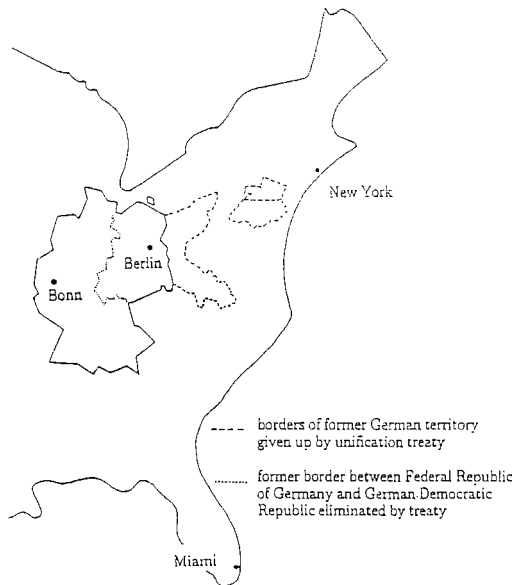 New York
Berlin
Bonn
borders of former German territory
given up by unification treaty
former border between Federal Republic
of Germany and German Democratic
Republic eliminated by treaty
Miami